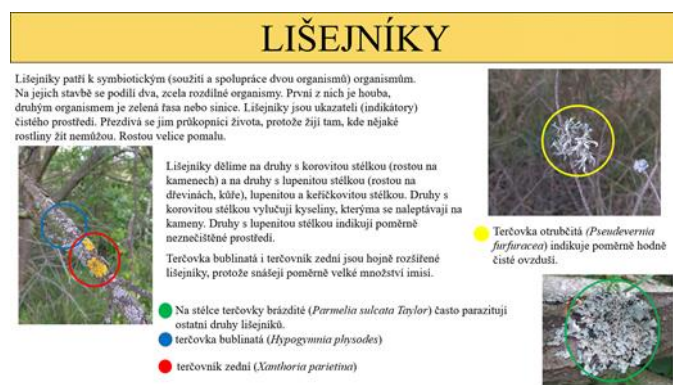 LIŠEJNÍKY
Lišejníky patří k symbiotickým (soužití a spolupráce dvou organismů) organismům.
Na jejich stavbě se podílí dva, zcela rozdílné organismy. První z nich je houba,
druhým organismem je zelená řasa nebo sinice. Lišejníky jsou ukazateli (indikátory)
čistého prostředí. Přezdívá se jim průkopníci života, protože žijí tam, kde nějaké
rostliny žít nemůžou. Rostou velice pomalu.
Lišejníky dělíme na druhy s korovitou stélkou (rostou na
kamenech) a na druhy s lupenitou stélkou (rostou na
dřevinách, kůře), lupenitou a keříčkovitou stélkou. Druhy s
korovitou stélkou vylučují kyseliny, kterýma se naleptávají na
kameny. Druhy s lupenitou stélkou indikují poměrně
neznečištěné prostředí.
Terčovka bublinatá i terčovník zední jsou hojně rozšířené
lišejníky, protože snášejí poměrně velké množství imisí.
Terčovka otrubčitá (Pseudevernia
furfuracea) indikuje poměrně hodně
čisté ovzduší.
Na stélce terčovky brázdité (Parmelia sulcata Taylor) často parazitují
ostatní druhy lišejníků.
terčovka bublinatá (Hypogymnia physodes)
terčovník zední (Xanthoria parietina)